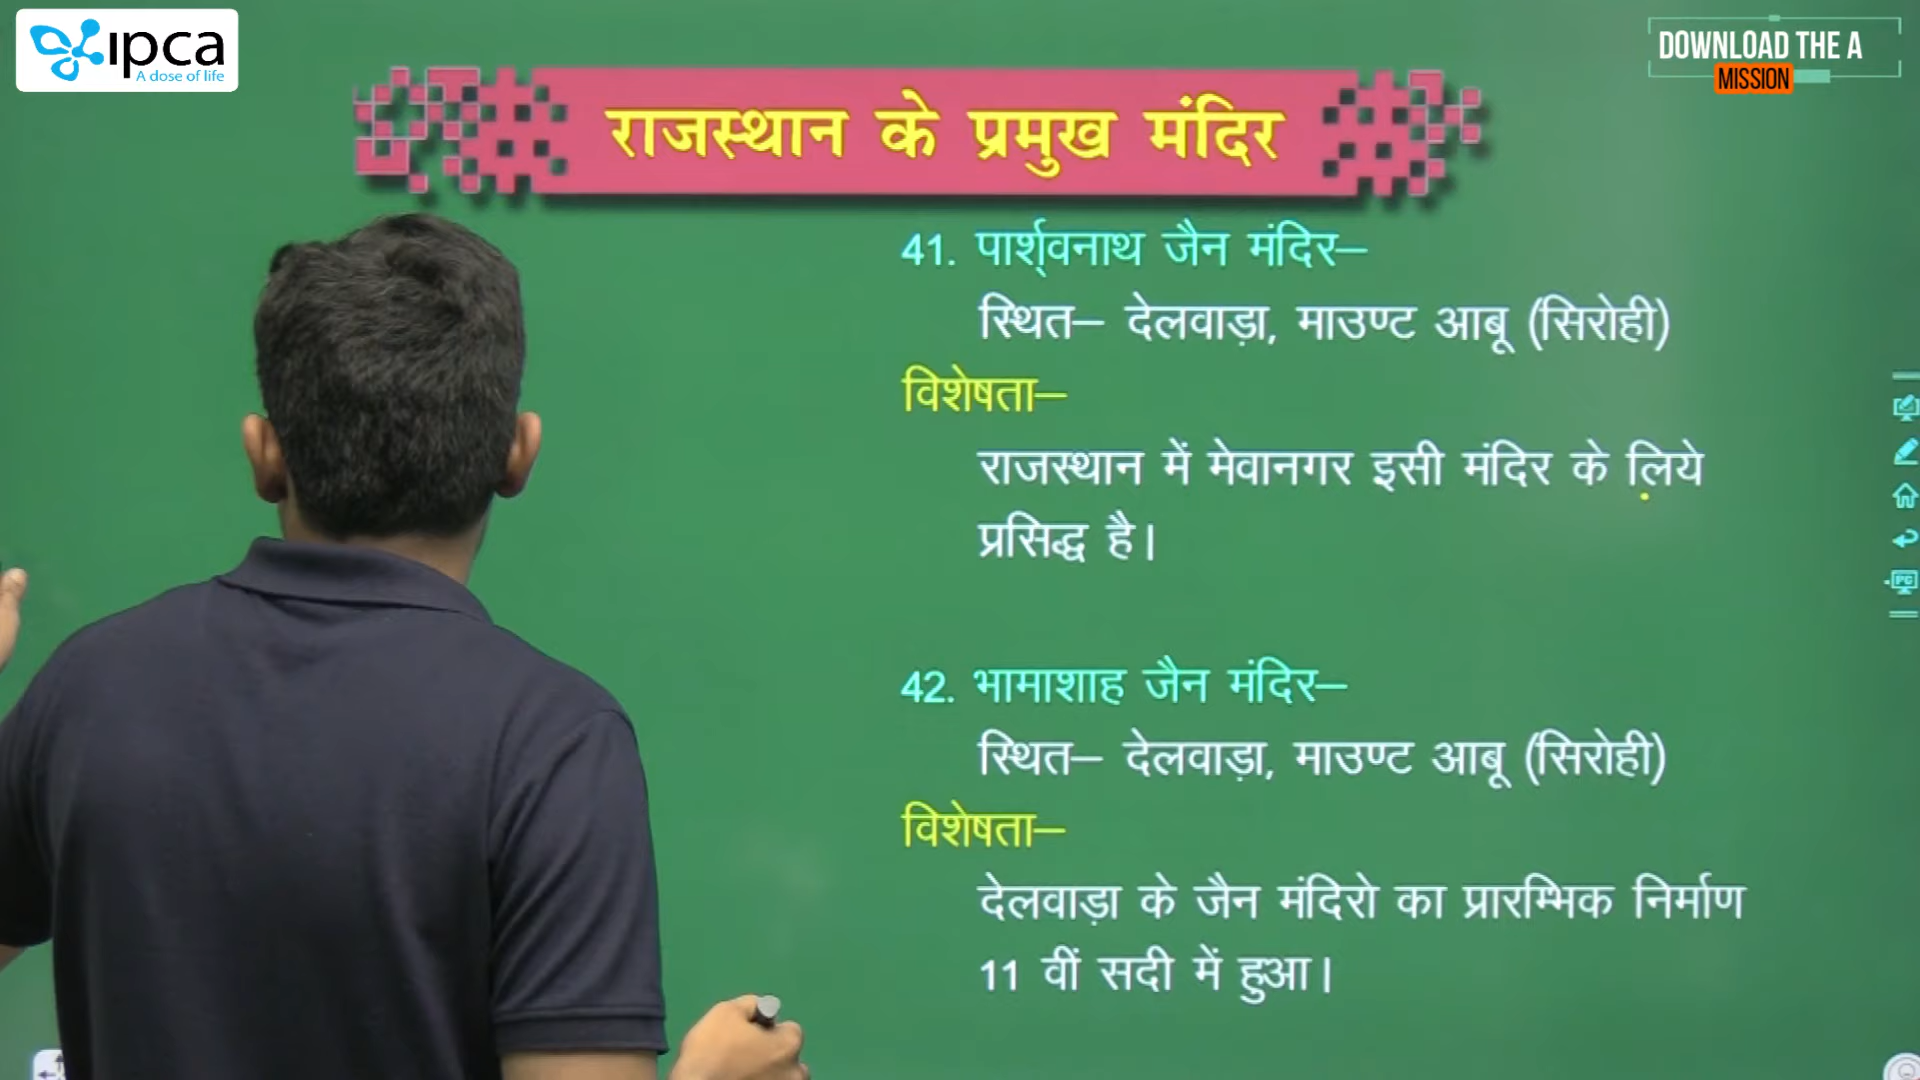 ipca
A dose of life
DOWNLOAD THE A
MISSION
राजस्थान के प्रमुख मंदिर
41. पार्श्वनाथ जैन मंदिर–
स्थित– देलवाड़ा, माउण्ट आबू (सिरोही)
विशेषता–
राजस्थान में मेवानगर इसी मंदिर के लिये
प्रसिद्ध है।
42. भामाशाह जैन मंदिर–
स्थित– देलवाड़ा, माउण्ट आबू (सिरोही)
विशेषता–
देलवाड़ा के जैन मंदिरो का प्रारम्भिक निर्माण
11 वीं सदी में हुआ।
PC